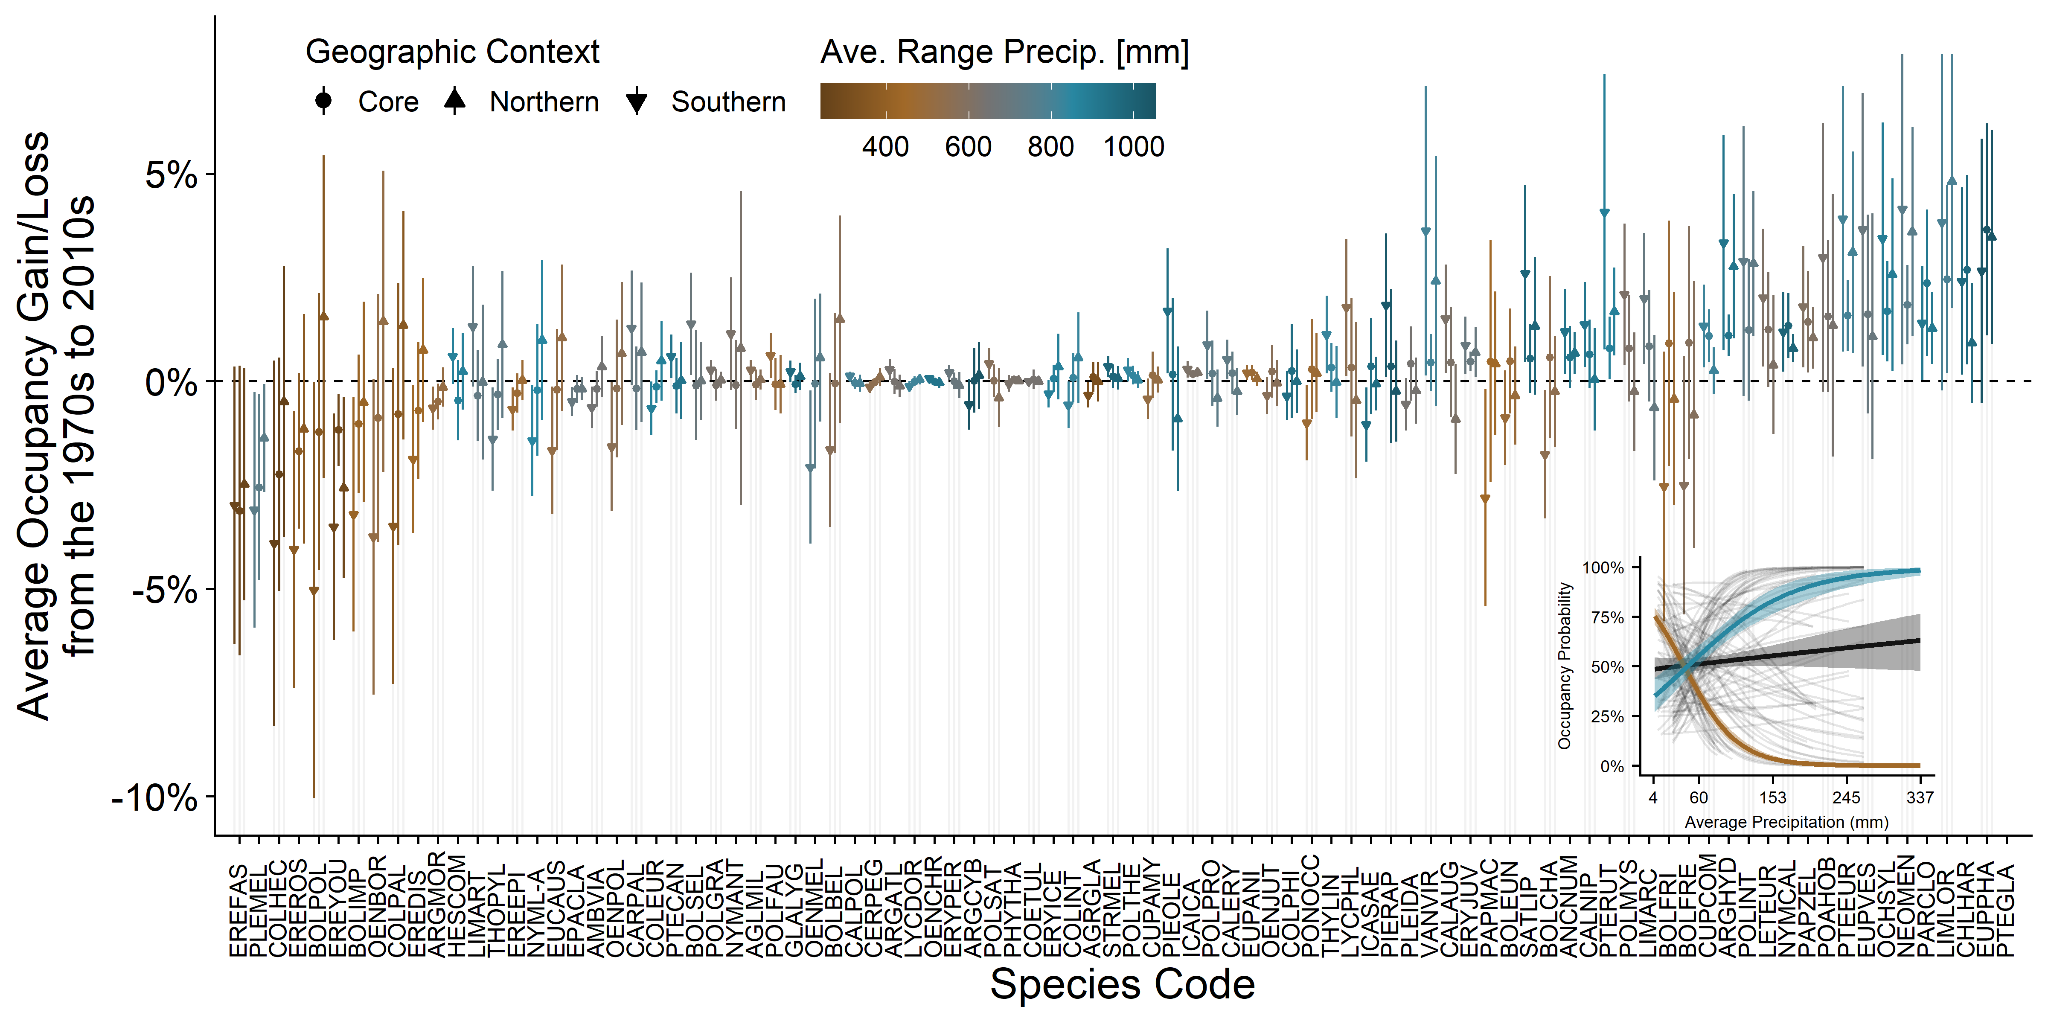 Geographic Context
Core Northern Southern
Ave. Range Precip. [mm]
400 600 800 1000
Average Occupancy Gain/Loss
from the 1970s to 2010s
5%
0%
-5%
-10%
EREFAS
PLEMEL
COLHEC
EREROS
BOLPOL
EREYOU
BOLIMP
OENBOR
COLPAL
EREDIS
ARGMOR
HESCOM
LIMART
THOPYL
EREEPI
NYML-A
EUCAUS
EPACLA
AMBVIA
OENPOL
CARPAL
COLEUR
PTECAN
BOLSEL
POLGRA
NYMANT
AGLMIL
POLFAU
GLALYG
OENMEL
BOLBEL
CALPOL
CERPEG
ARGATL
LYCDOR
OENCHR
ERYPER
ARGCYB
POLSAT
PHYTHA
COETUL
ERYICE
COLINT
AGRGLA
STRMEL
POLTHE
CUPAMY
PIEOLE
ICAICA
POLPRO
CALERY
EUPANI
OENJUT
COLPHI
PONOCC
THYLIN
LYCPHL
ICASAE
PIERAP
PLEIDA
VANVIR
CALAUG
ERYJUV
PAPMAC
BOLEUN
SATLIP
BOLCHA
ANCNUM
CALNIP
PTERUT
POLMYS
LIMARC
BOLFRI
BOLFRE
CUPCOM
ARGHYD
POLINT
LETEUR
NYMCAL
PAPZEL
POAHOB
PTEEUR
EUPVES
OCHSYL
NEOMEN
PARCLO
LIMLOR
CHLHAR
EUPPHA
PTEGLA
Species Code
Occupancy Probability
100%
75%
50%
25%
0%
4 60 153 245 337
Average Precipitation (mm)